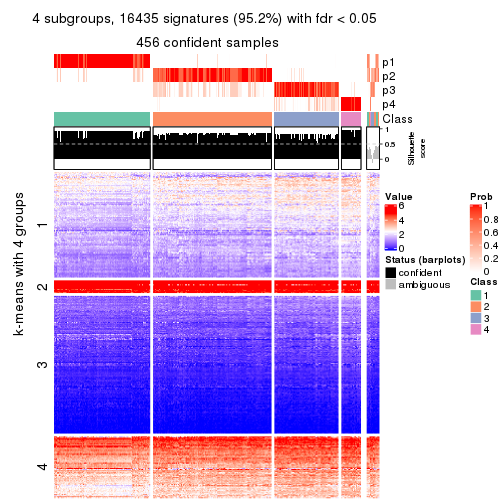 4 subgroups, 16435 signatures (95.2%) with fdr < 0.05
456 confident samples
p1
p2
p3
p4
Class
1
0.5
0
Silhouette
score
k-means with 4 groups
1
2
3
4
Value
6
4
2
0
Status (barplots)
confident
ambiguous
Prob
1
0.8
0.6
0.4
0.2
0
Class
1
2
3
4